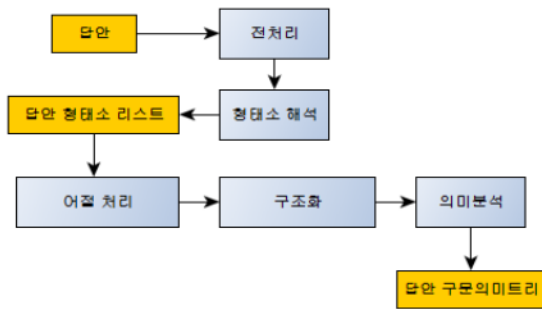 답안
전처리
형태소 해석
답안 형태소 리스트
어절 처리
구조화
의미분석
답안 구문의미트리